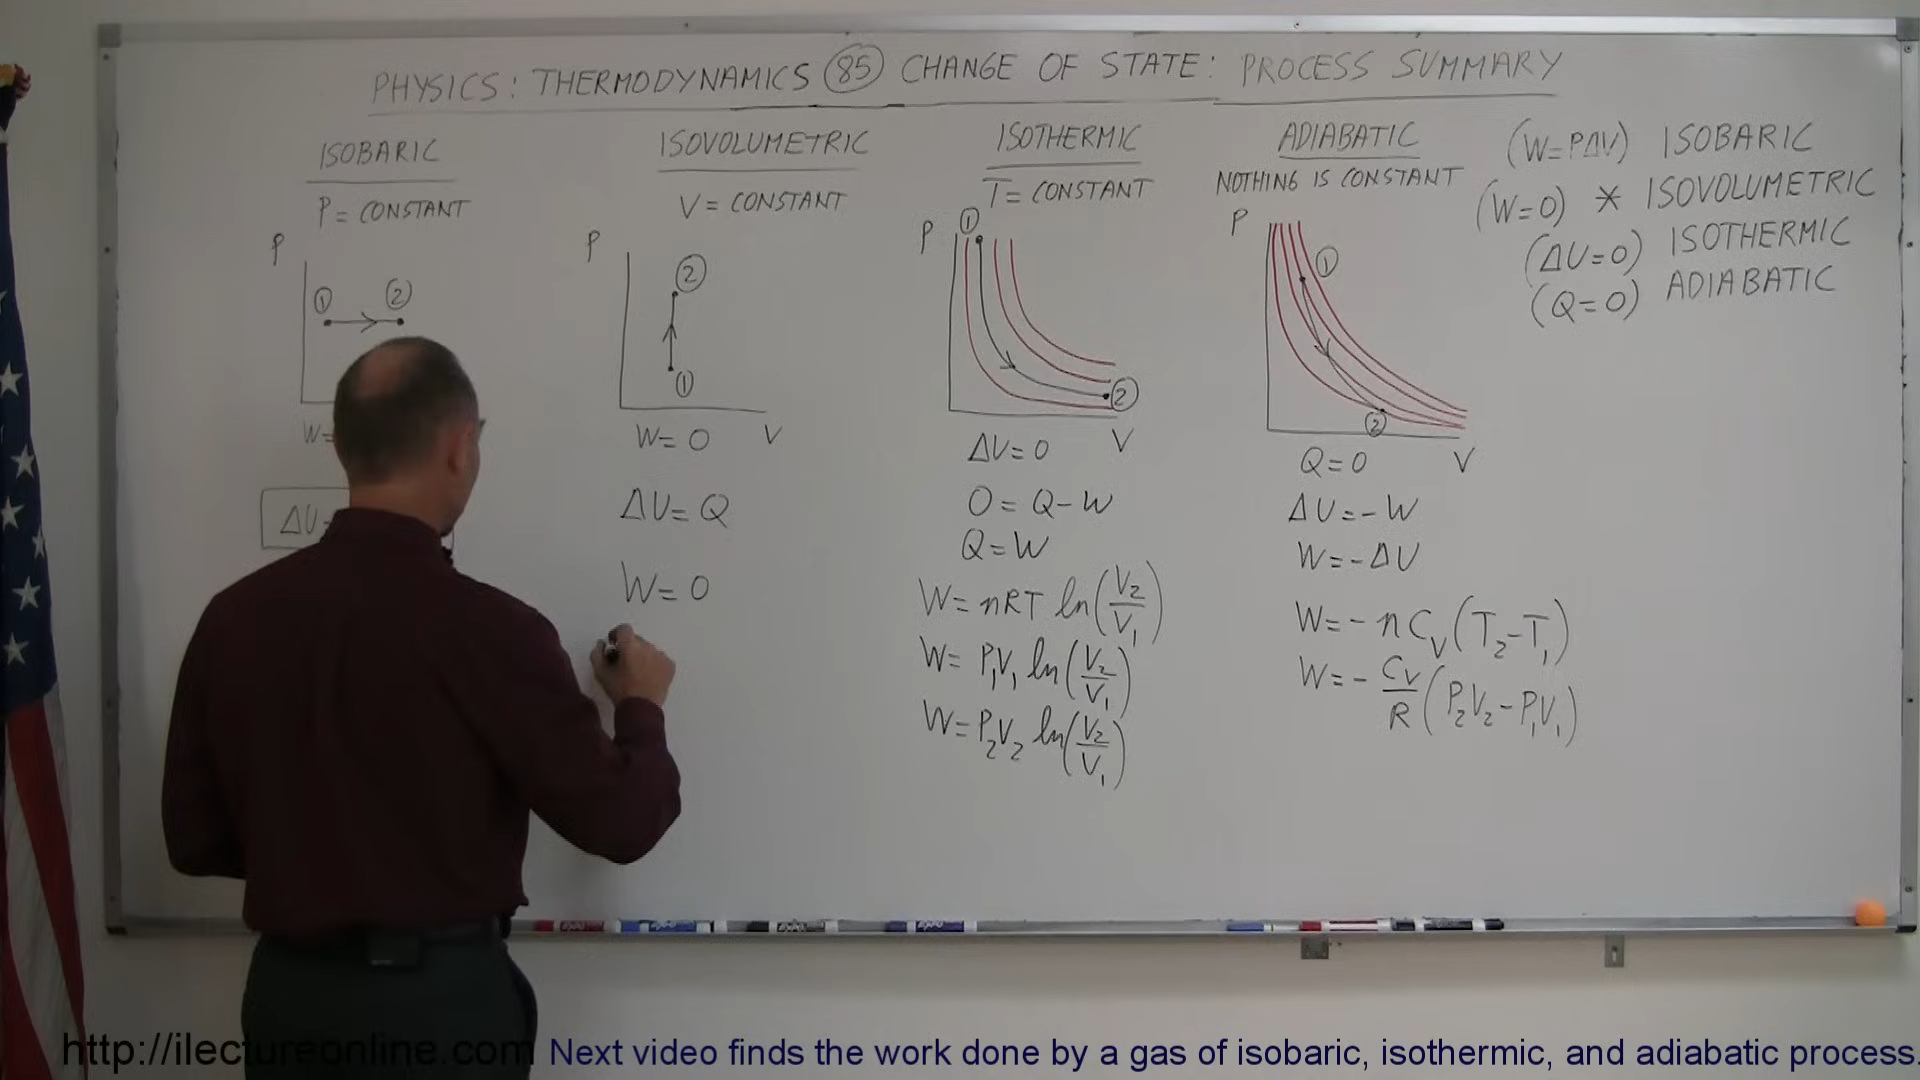 PHYSICS: THERMODYNAMICS 85 CHANGE OF STATE: PROCESS SUMMARY
ISOBARIC
P = CONSTANT
P
1 2
W=
ΔU=
ISOVOLUMETRIC
V = CONSTANT
P
2
1
W=0 V
ΔU=Q
W=0
ISOTHERMIC
T = CONSTANT
P 1
2
ΔU=0 V
0 = Q-W
Q=W
W= nRT ln(V2/V1)
W= P1V1 ln(V2/V1)
W= P2V2 ln(V2/V1)
ADIABATIC
NOTHING IS CONSTANT
P
1
2
Q=0 V
ΔU=-W
W=-ΔU
W=-nCV(T2-T1)
W=-CV/R(P2V2-P1V1)
(W=PΔV) ISOBARIC
(W=0) * ISOVOLUMETRIC
(ΔU=0) ISOTHERMIC
(Q=0) ADIABATIC
http://ilectureonline.com Next video finds the work done by a gas of isobaric, isothermic, and adiabatic process.